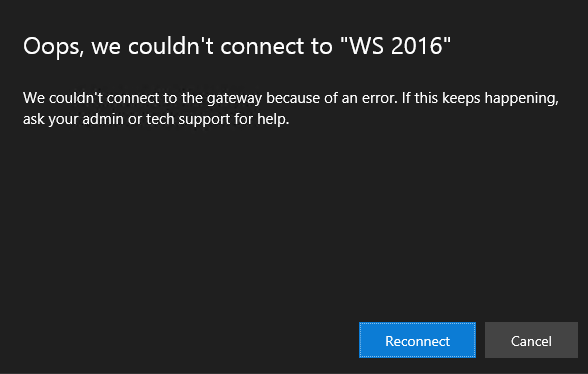 Oops, we couldn't connect to "WS 2016"
We couldn't connect to the gateway because of an error. If this keeps happening,
ask your admin or tech support for help.
Reconnect
Cancel